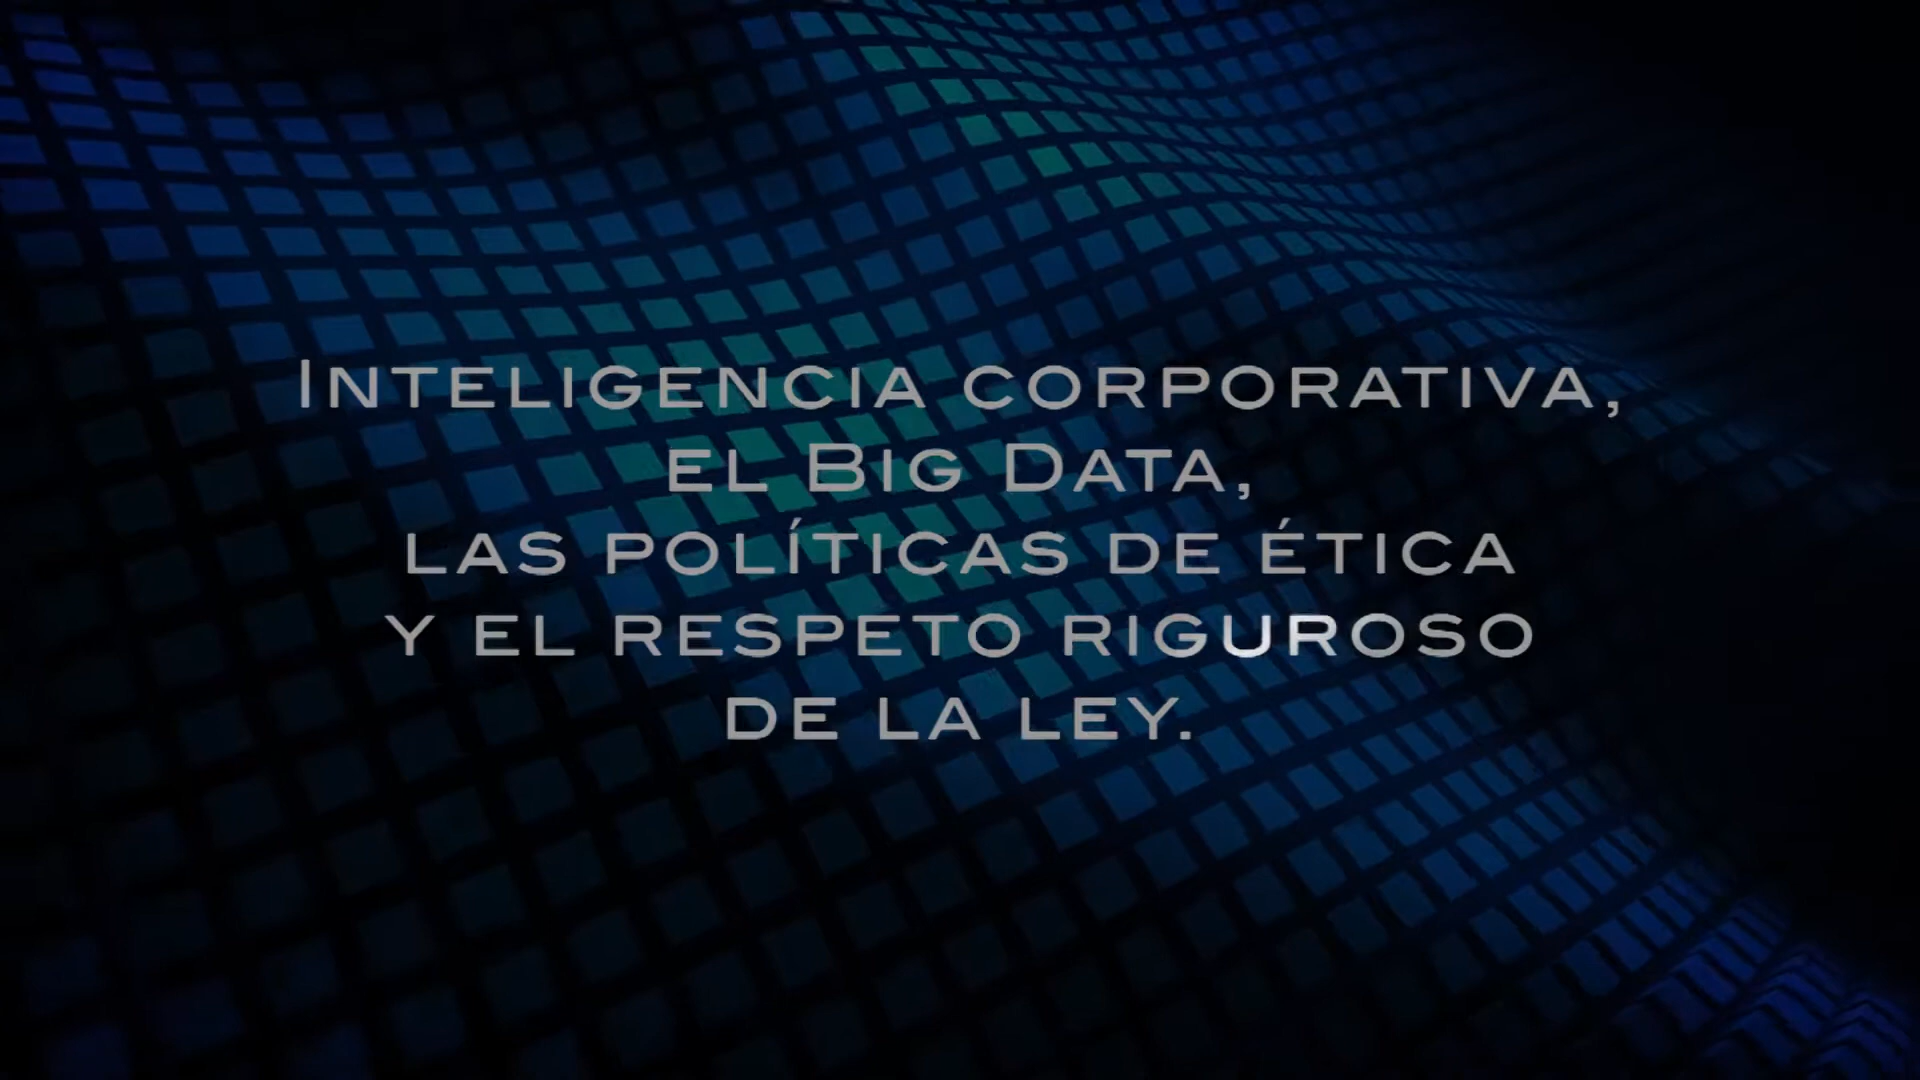 Inteligencia corporativa,
el Big Data,
las políticas de ética
y el respeto riguroso
de la ley.